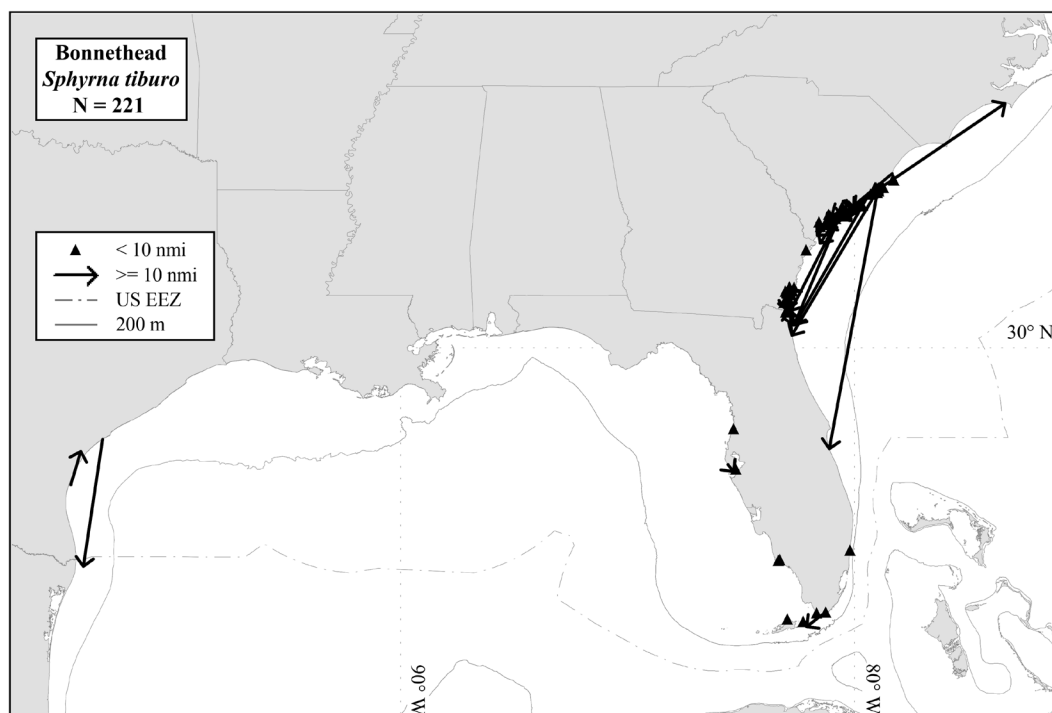 Bonnethead
Sphyrna tiburo
N = 221
< 10 nmi
>= 10 nmi
US EEZ
200 m
30° N
90° W
80° W